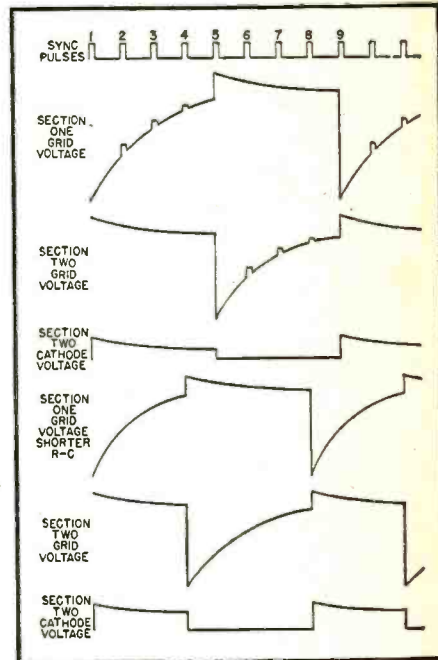 1 2 3 4 5 6 7 8 9
SYNC
PULSES
SECTION
ONE
GRID
VOLTAGE
SECTION
TWO
GRID
VOLTAGE
SECTION
TWO
CATHODE
VOLTAGE
SECTION
ONE
GRID
VOLTAGE
SHORTER
R-C
SECTION
TWO
GRID
VOLTAGE
SECTION
TWO
CATHODE
VOLTAGE